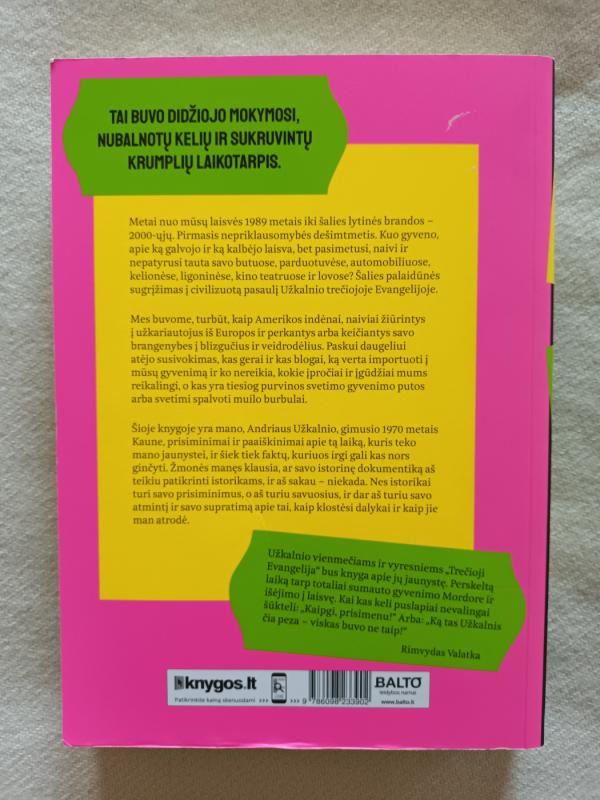 TAI BUVO DIDŽIOJO MOKYMOSI,
NUBALNOTŲ KELIŲ IR SUKRUVINTŲ
KRUMPLIŲ LAIKOTARPIS.
Metai nuo mūsų laisvės 1989 metais iki šalies lytinės brandos –
2000-ųjų. Pirmasis nepriklausomybės dešimtmetis. Kuo gyveno,
apie ką galvojo ir ką kalbėjo laisva, bet pasimetusi, naivi ir
nepatyrusi tauta savo butuose, parduotuvėse, automobiliuose,
kelionėse, ligoninėse, kino teatruose ir lovose? Šalies palaidūnės
sugrįžimas į civilizuotą pasaulį Užkalnio trečiojoje Evangelijoje.
Mes buvome, turbūt, kaip Amerikos indėnai, naiviai žiūrintys
į užkariautojus iš Europos ir perkantys arba keičiantys savo
brangenybes į blizgučius ir veidrodėlius. Paskui daugeliui
atėjo susivokimas, kas gerai ir kas blogai, ką verta importuoti į
mūsų gyvenimą ir ko nereikia, kokie įpročiai ir įgūdžiai mums
reikalingi, o kas yra tiesiog purvinos svetimo gyvenimo putos
arba svetimi spalvoti muilo burbulai.
Šioje knygoje yra mano, Andriaus Užkalnio, gimusio 1970 metais
Kaune, prisiminimai ir paaiškinimai apie tą laiką, kuris teko
mano jaunystei, ir šiek tiek faktų, kuriuos irgi gali kas nors
ginčyti. Žmonės manęs klausia, ar savo istorinę dokumentiką aš
teikiu patikrinti istorikams, ir aš sakau – niekada. Nes istorikai
turi savo prisiminimus, o aš turiu savuosius, ir dar aš turiu savo
atmintį ir savo supratimą apie tai, kaip klostėsi dalykai ir kaip jie
man atrodė.
Užkalnio vienmečiams ir vyresniems „Trečioji
Evangelija“ bus knyga apie jų jaunystę. Perskeltą
laiką tarp totaliai sumauto gyvenimo Mordore ir
išėjimo į laisvę. Kai kas keli puslapiai nevalingai
šūkteli: „Kaipgi, prisimenu!“ Arba: „Ką tas Užkalnis
čia peza – viskas buvo ne taip!“
Rimvydas Valatka
knygos.lt
Patikrinkite kainą skenuodami >>> >>>
9 786098 233902
BALTO
leidybos namai
www.balto.lt